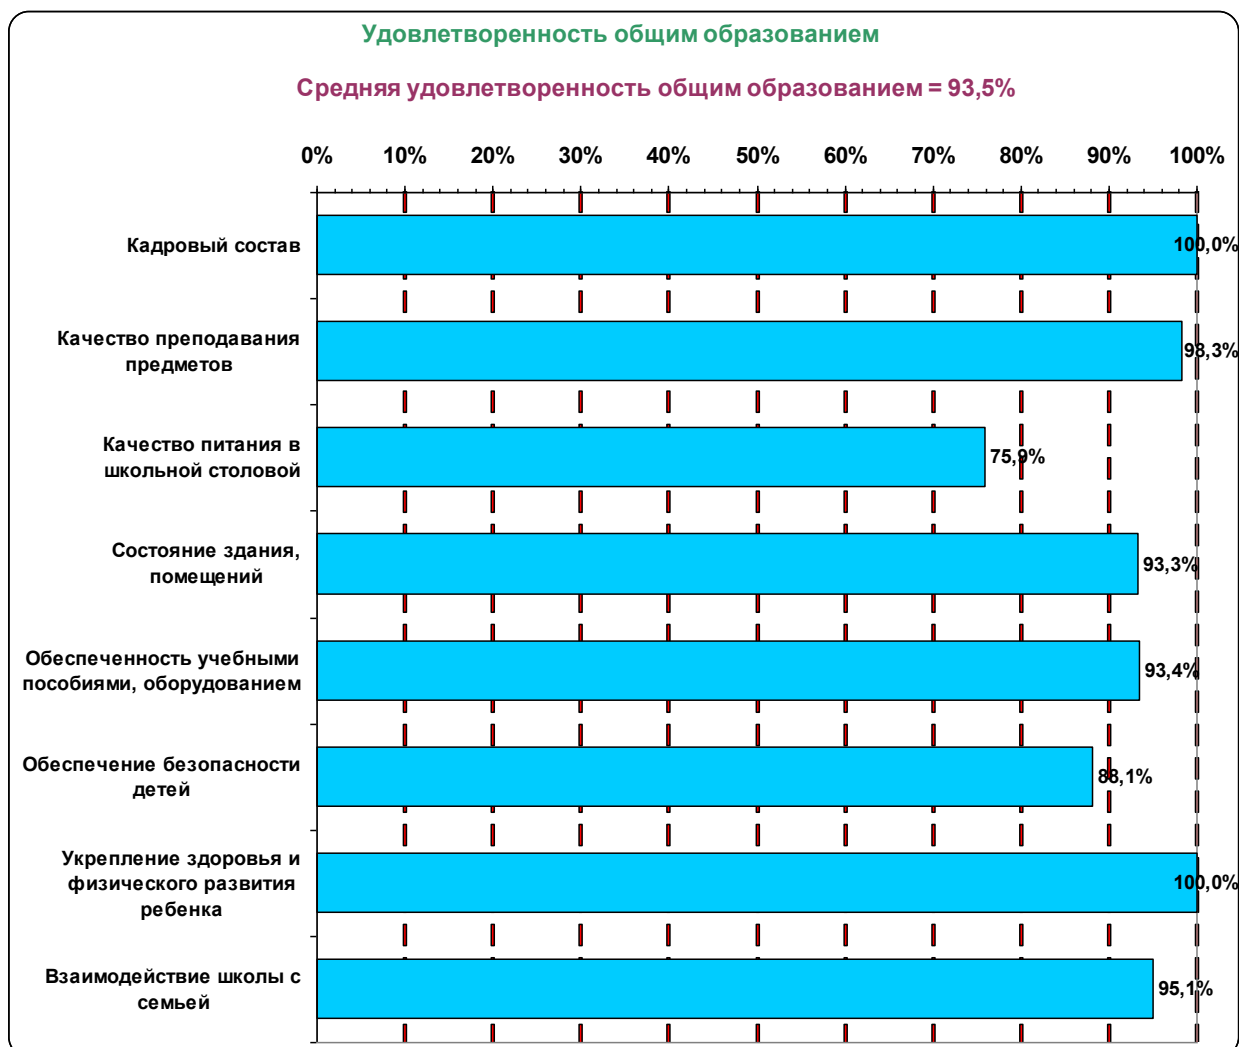 Удовлетворенность общим образованием
Средняя удовлетворенность общим образованием = 93,5%
0% 10% 20% 30% 40% 50% 60% 70% 80% 90% 100%
Кадровый состав
100,0%
Качество преподавания
предметов
98,3%
Качество питания в
школьной столовой
75,9%
Состояние здания,
помещений
93,3%
Обеспеченность учебными
пособиями, оборудованием
93,4%
Обеспечение безопасности
детей
88,1%
Укрепление здоровья и
физического развития
ребенка
100,0%
Взаимодействие школы с
семьей
95,1%